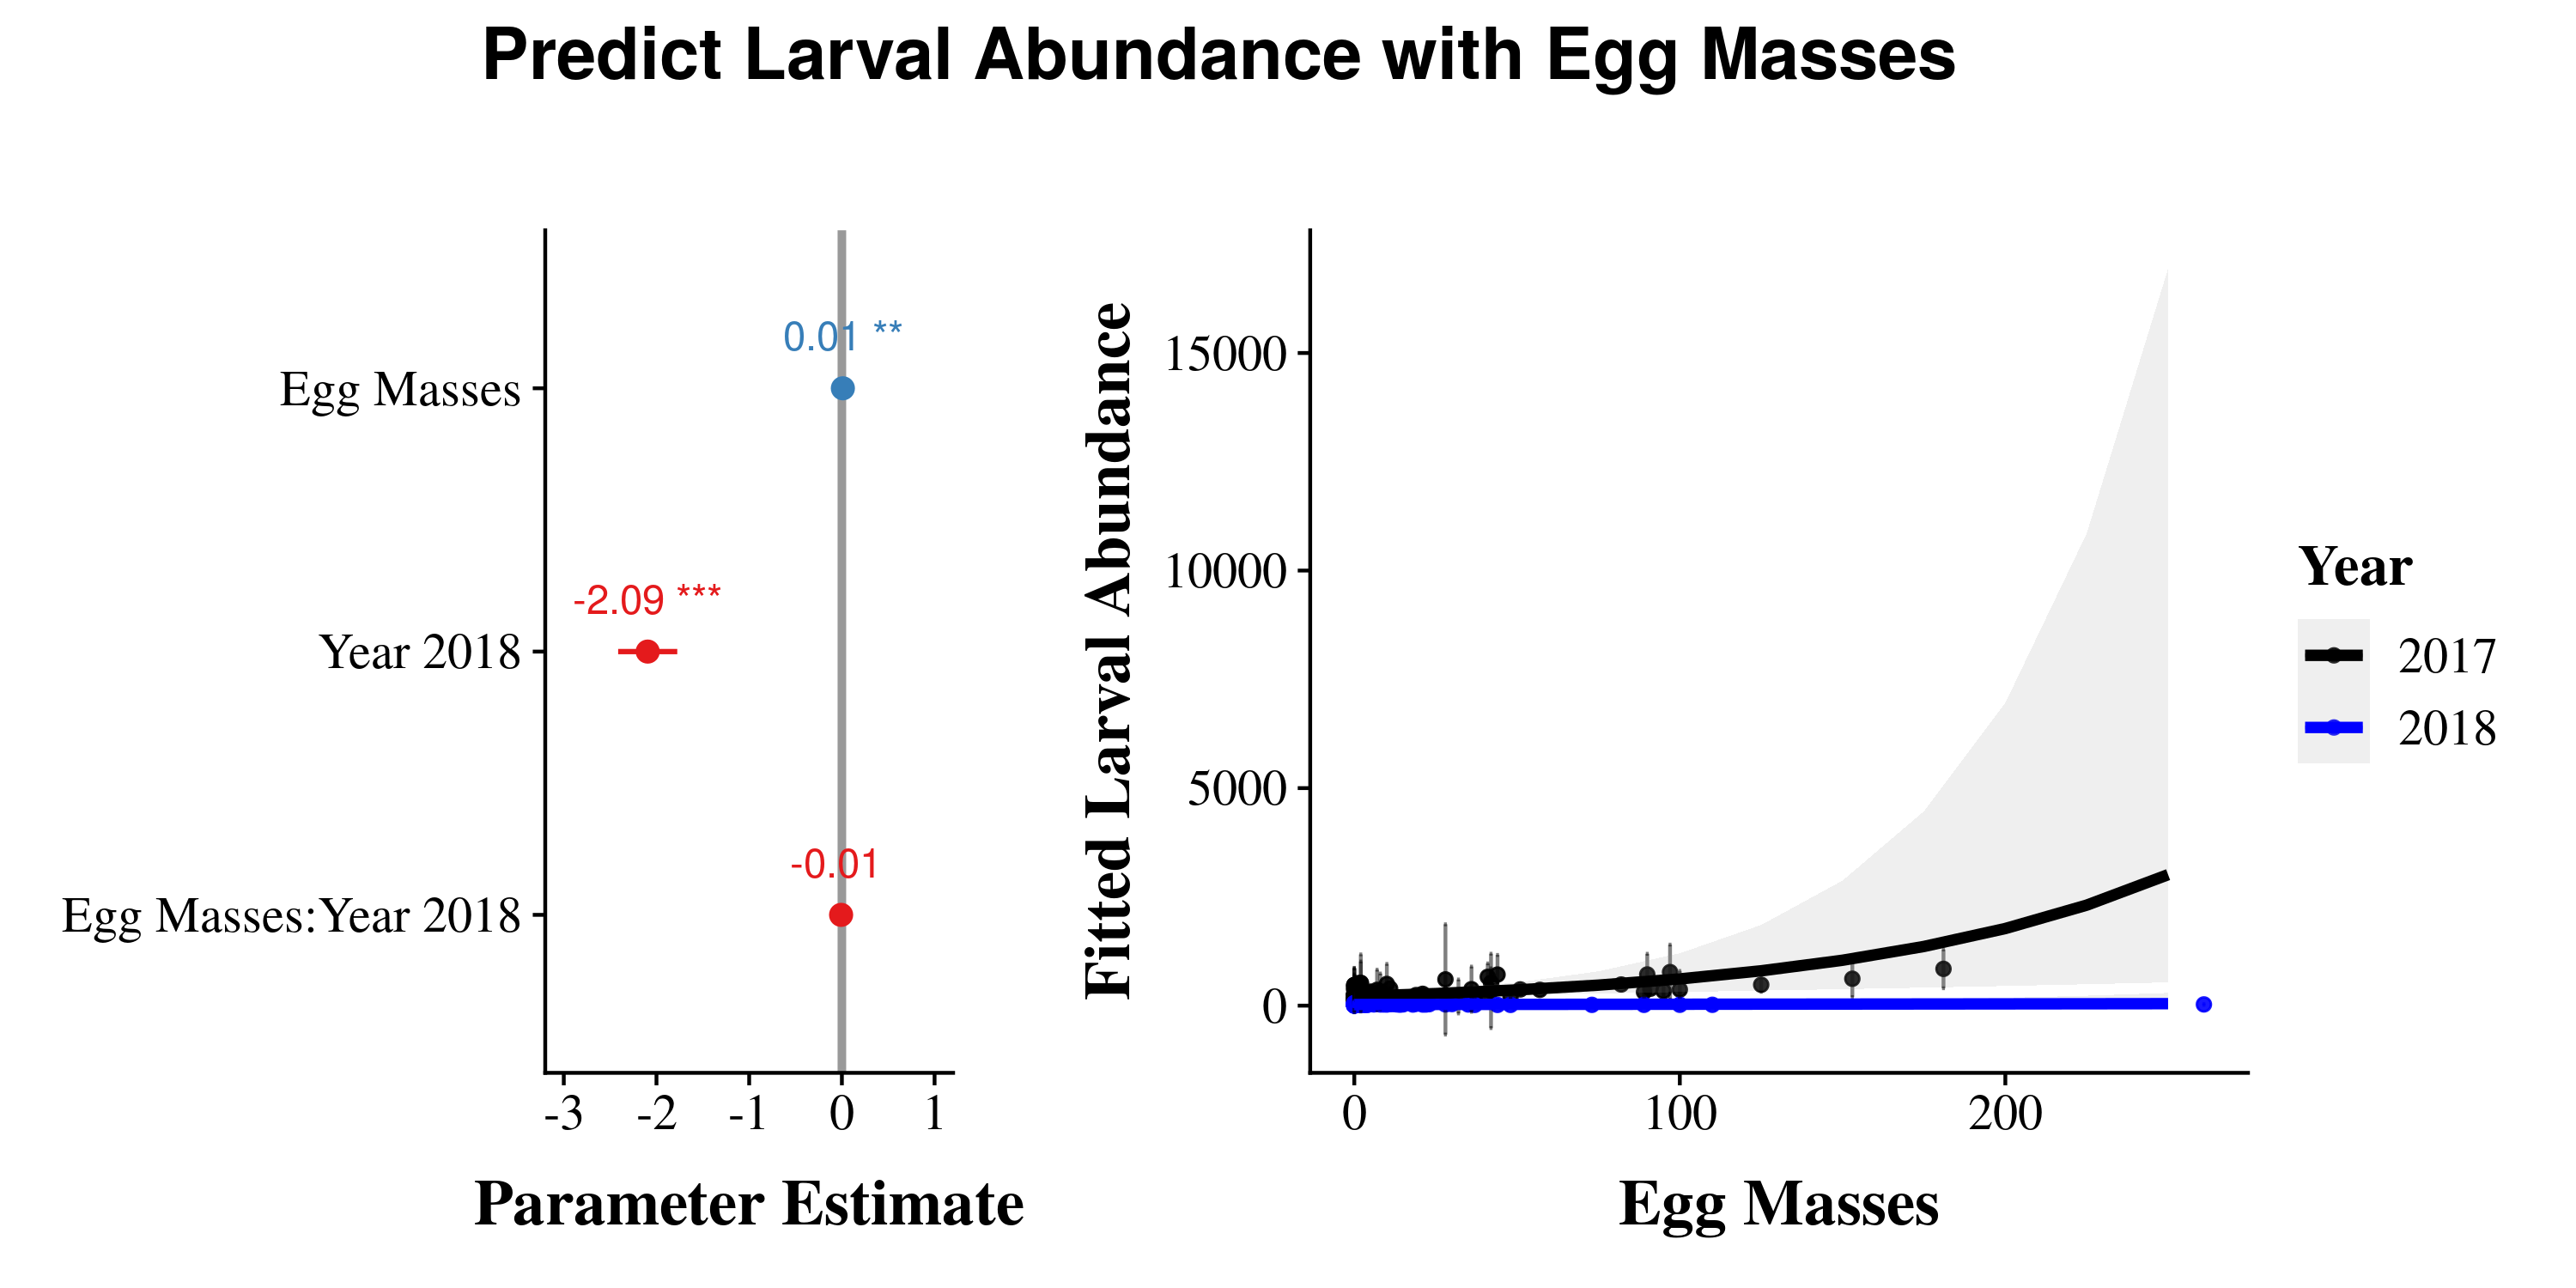 Predict Larval Abundance with Egg Masses
Egg Masses
Year 2018
Egg Masses:Year 2018
0.01 **
-2.09 ***
-0.01
-3 -2 -1 0 1
Parameter Estimate
Fitted Larval Abundance
15000
10000
5000
0
0 100 200
Egg Masses
Year
2017
2018